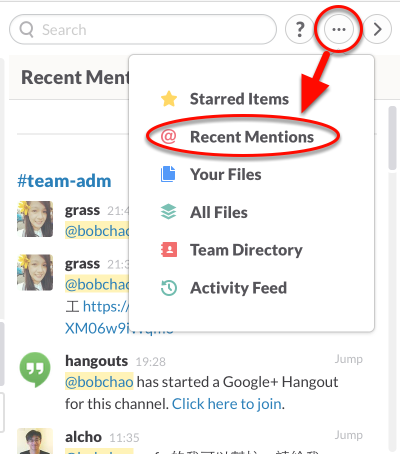 Search
?
Recent Ment
Starred Items
@ Recent Mentions
Your Files
All Files
Team Directory
Activity Feed
#team-adm
grass 21:4
@bobchao
grass 21:3
@bobchao
工 https://
XM06w9i
hangouts 19:28 Jump
@bobchao has started a Google+ Hangout
for this channel. Click here to join.
alcho 11:35 Jump
@bobchao